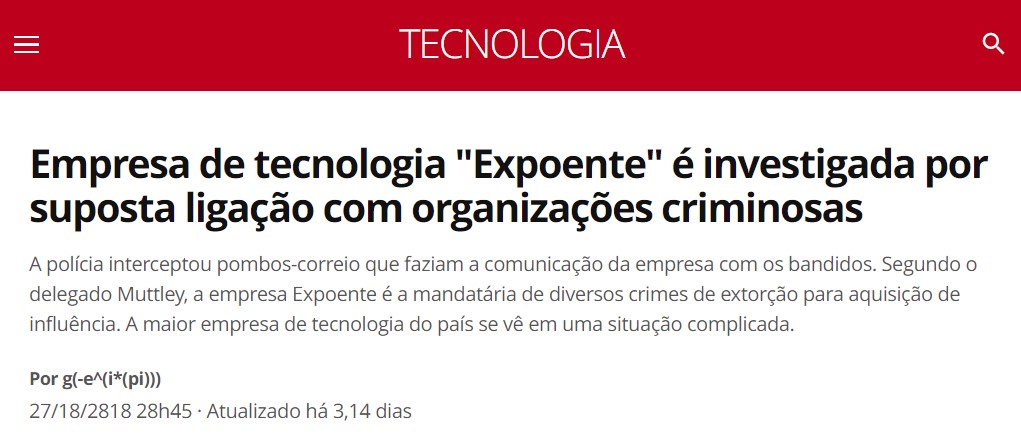 TECNOLOGIA
Empresa de tecnologia "Expoente" é investigada por
suposta ligação com organizações criminosas
A polícia interceptou pombos-correio que faziam a comunicação da empresa com os bandidos. Segundo o
delegado Muttley, a empresa Expoente é a mandatária de diversos crimes de extorção para aquisição de
influência. A maior empresa de tecnologia do país se vê em uma situação complicada.
Por g(-e^(i*(pi)))
27/18/2818 28h45 · Atualizado há 3,14 dias